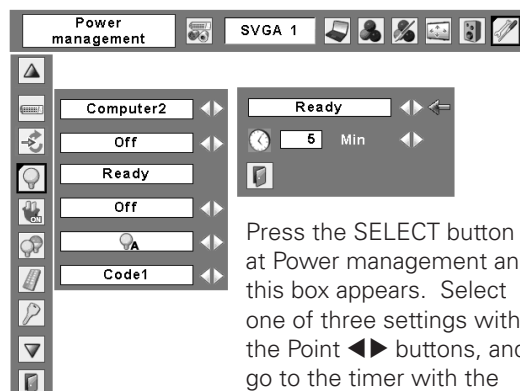 Power
management
SVGA 1
Computer2
Off
Ready
Off
A
Code1
ON
Ready
5 Min
Press the SELECT button
at Power management an
this box appears. Select
one of three settings with
the Point ◀▶ buttons, and
go to the timer with the